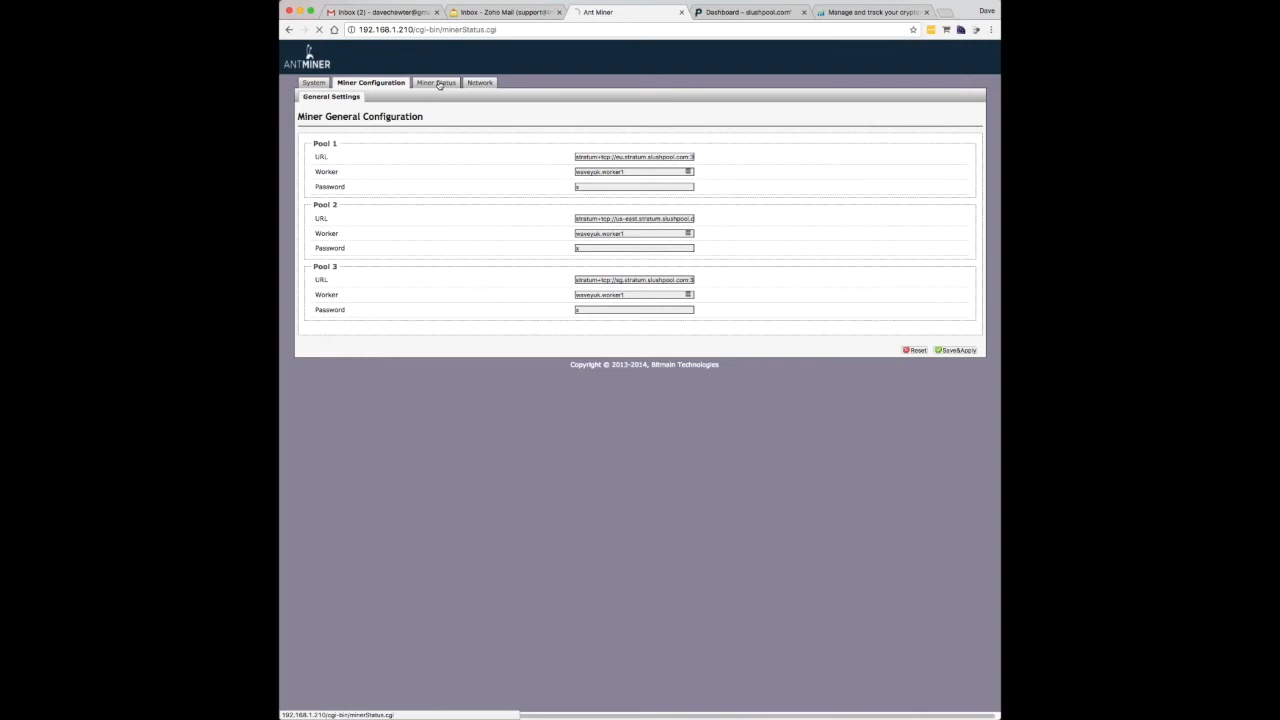 Inbox (2) - davechewter@gma
Inbox - Zoho Mail (support@
Ant Miner
Dashboard – slushpool.com
Manage and track your crypto
Dave
192.168.1.210/cgi-bin/minerStatus.cgi
ANTMINER
System
Miner Configuration
Miner Status
Network
General Settings
Miner General Configuration
Pool 1
URL stratum+tcp://eu.stratum.slushpool.com:3
Worker waveyuk.worker1
Password x
Pool 2
URL stratum+tcp://us-east.stratum.slushpool.c
Worker waveyuk.worker1
Password x
Pool 3
URL stratum+tcp://sg.stratum.slushpool.com:3
Worker waveyuk.worker1
Password x
Reset Save&Apply
Copyright © 2013-2014, Bitmain Technologies
192.168.1.210/cgi-bin/minerStatus.cgi